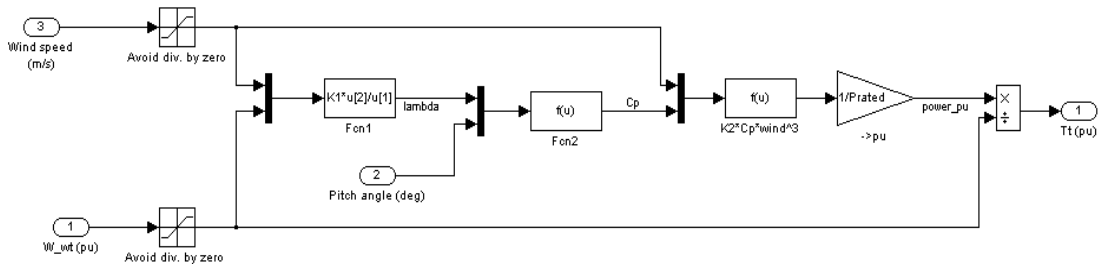 3
Wind speed
(m/s)
Avoid div. by zero
K1*u[2]/u[1]
Fcn1
lambda
f(u)
Fcn2
Cp
f(u)
K2*Cp*wind^3
1/Prated
->pu
power_pu
×
÷
1
Tt (pu)
2
Pitch angle (deg)
1
W_wt (pu)
Avoid div. by zero